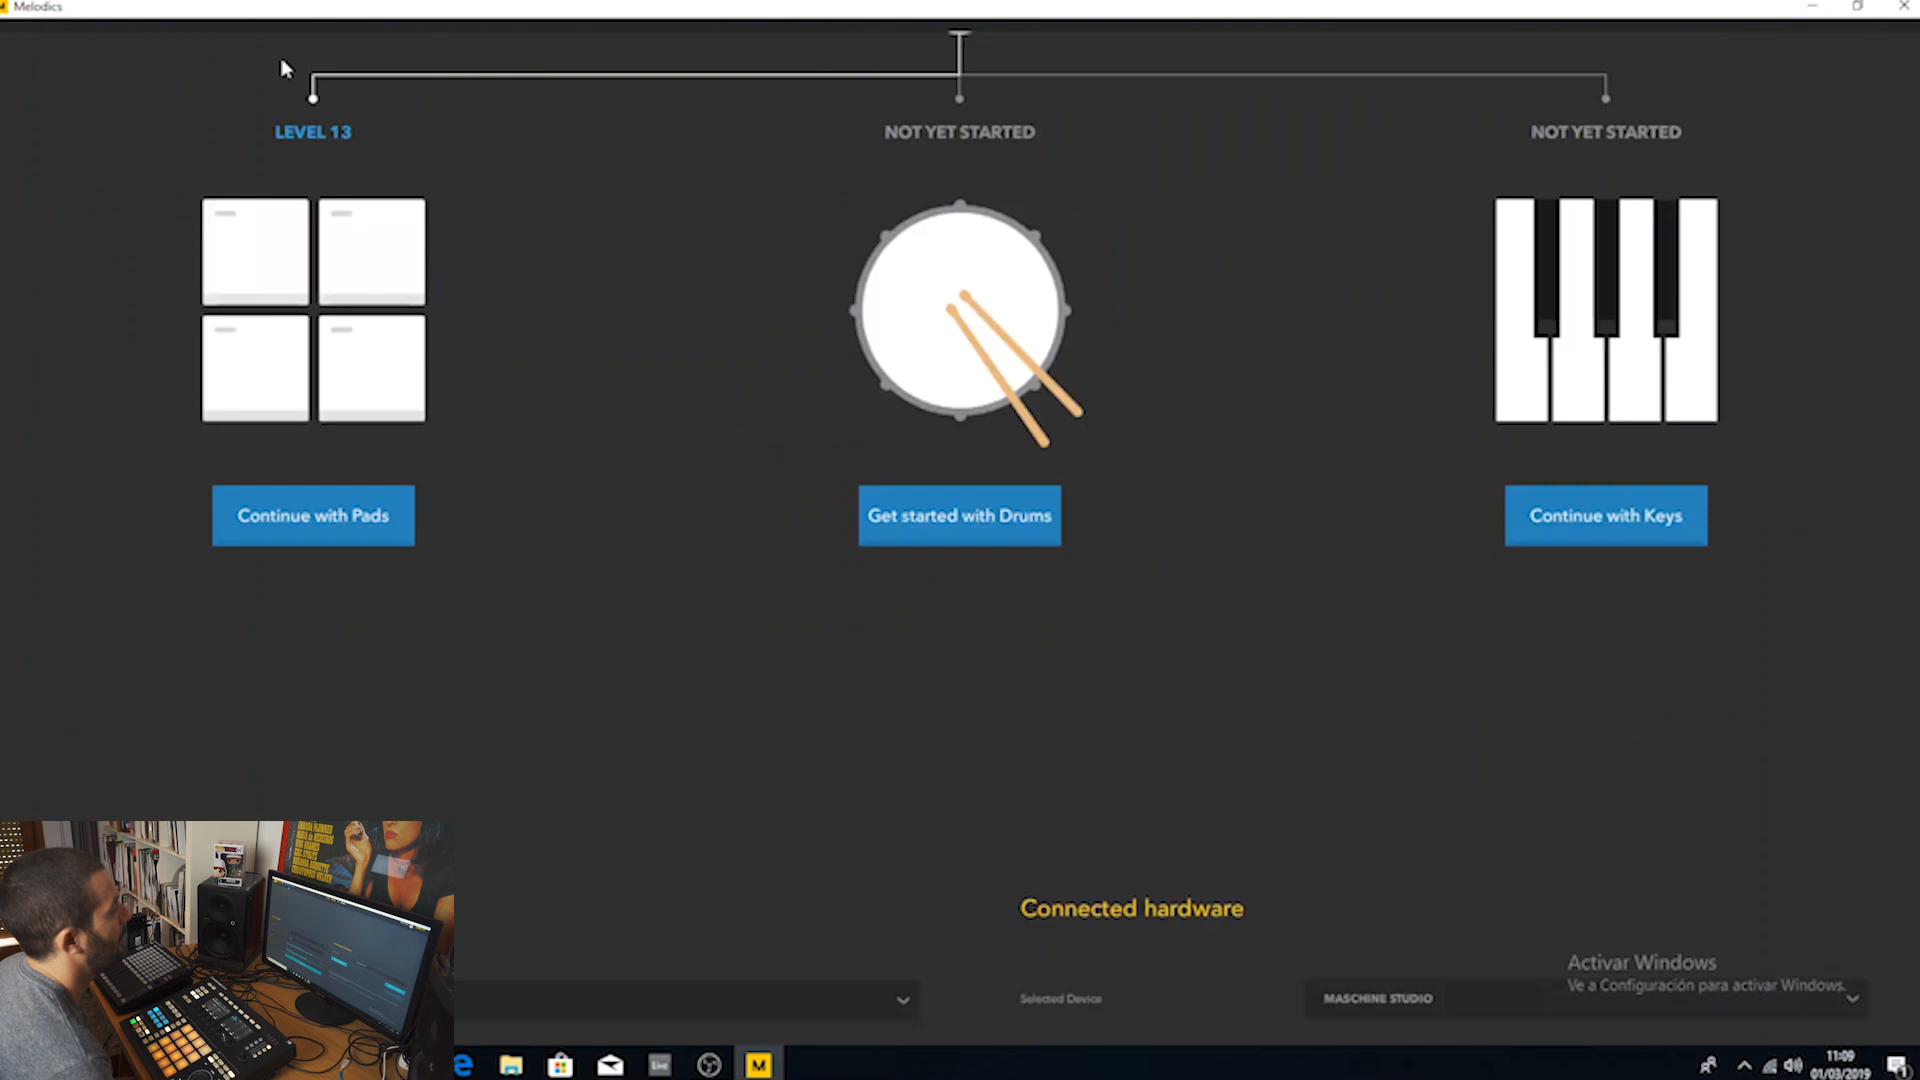 Melodics
LEVEL 13
NOT YET STARTED
NOT YET STARTED
Continue with Pads
Get started with Drums
Continue with Keys
Connected hardware
Activar Windows
Ve a Configuración para activar Windows.
Selected Device
MASCHINE STUDIO
Live
M
11:09
01/03/2019